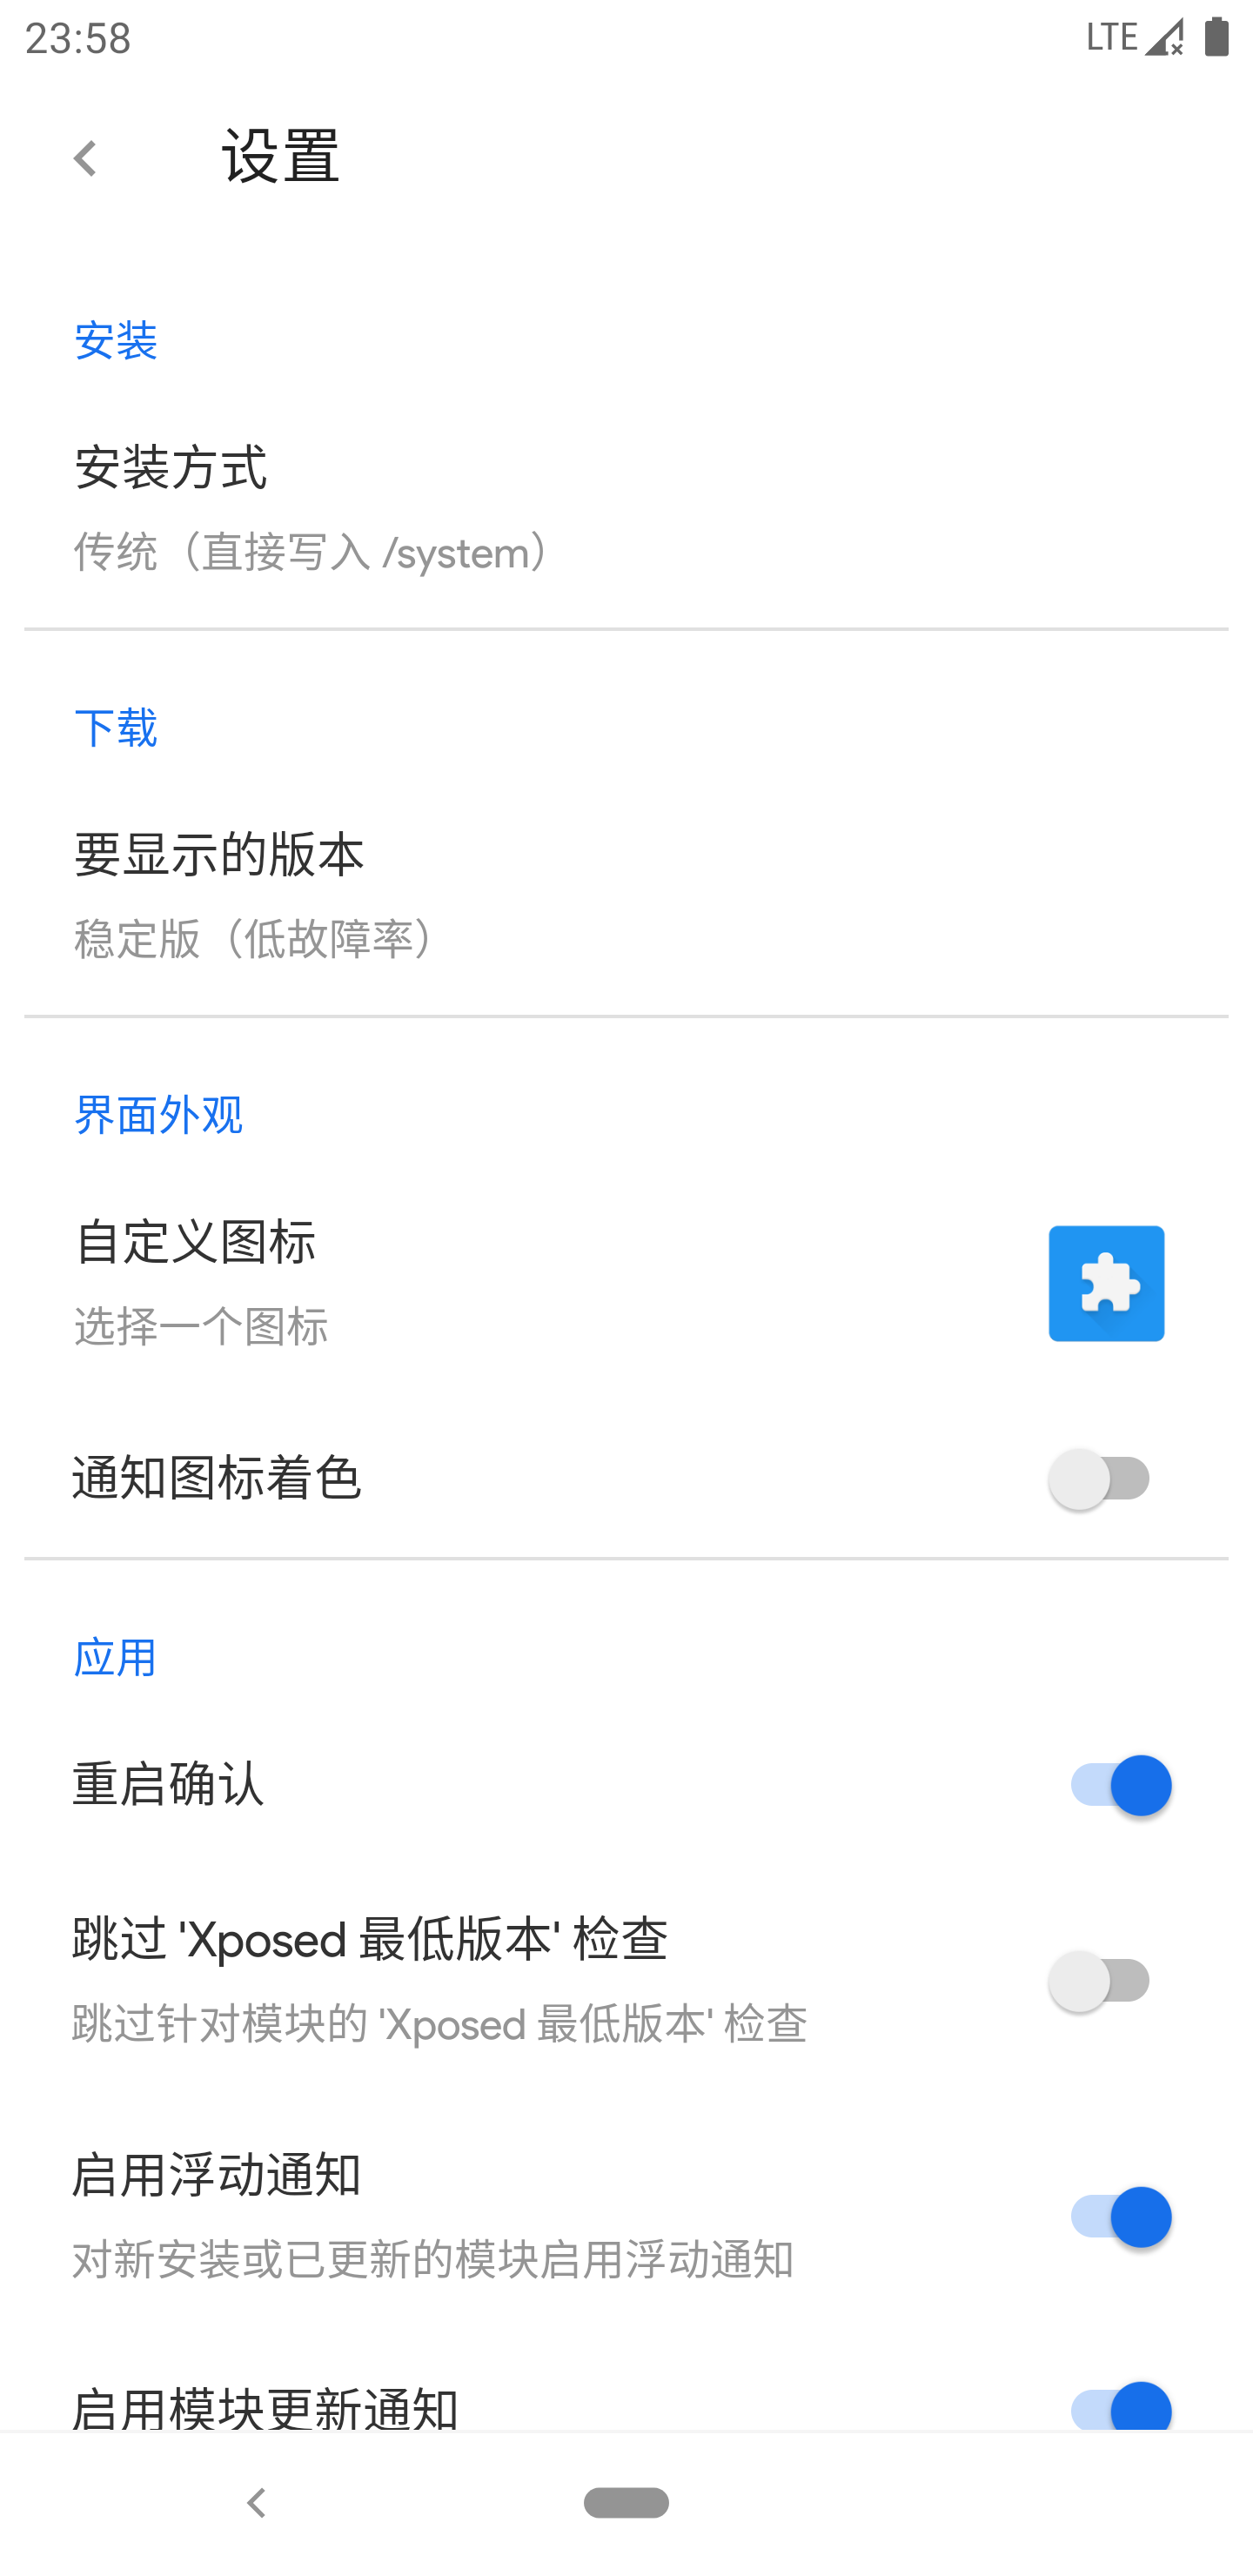 23:58
LTE
设置
安装
安装方式
传统（直接写入 /system）
下载
要显示的版本
稳定版（低故障率）
界面外观
自定义图标
选择一个图标
通知图标着色
应用
重启确认
跳过 'Xposed 最低版本' 检查
跳过针对模块的 'Xposed 最低版本' 检查
启用浮动通知
对新安装或已更新的模块启用浮动通知
启用模块更新通知